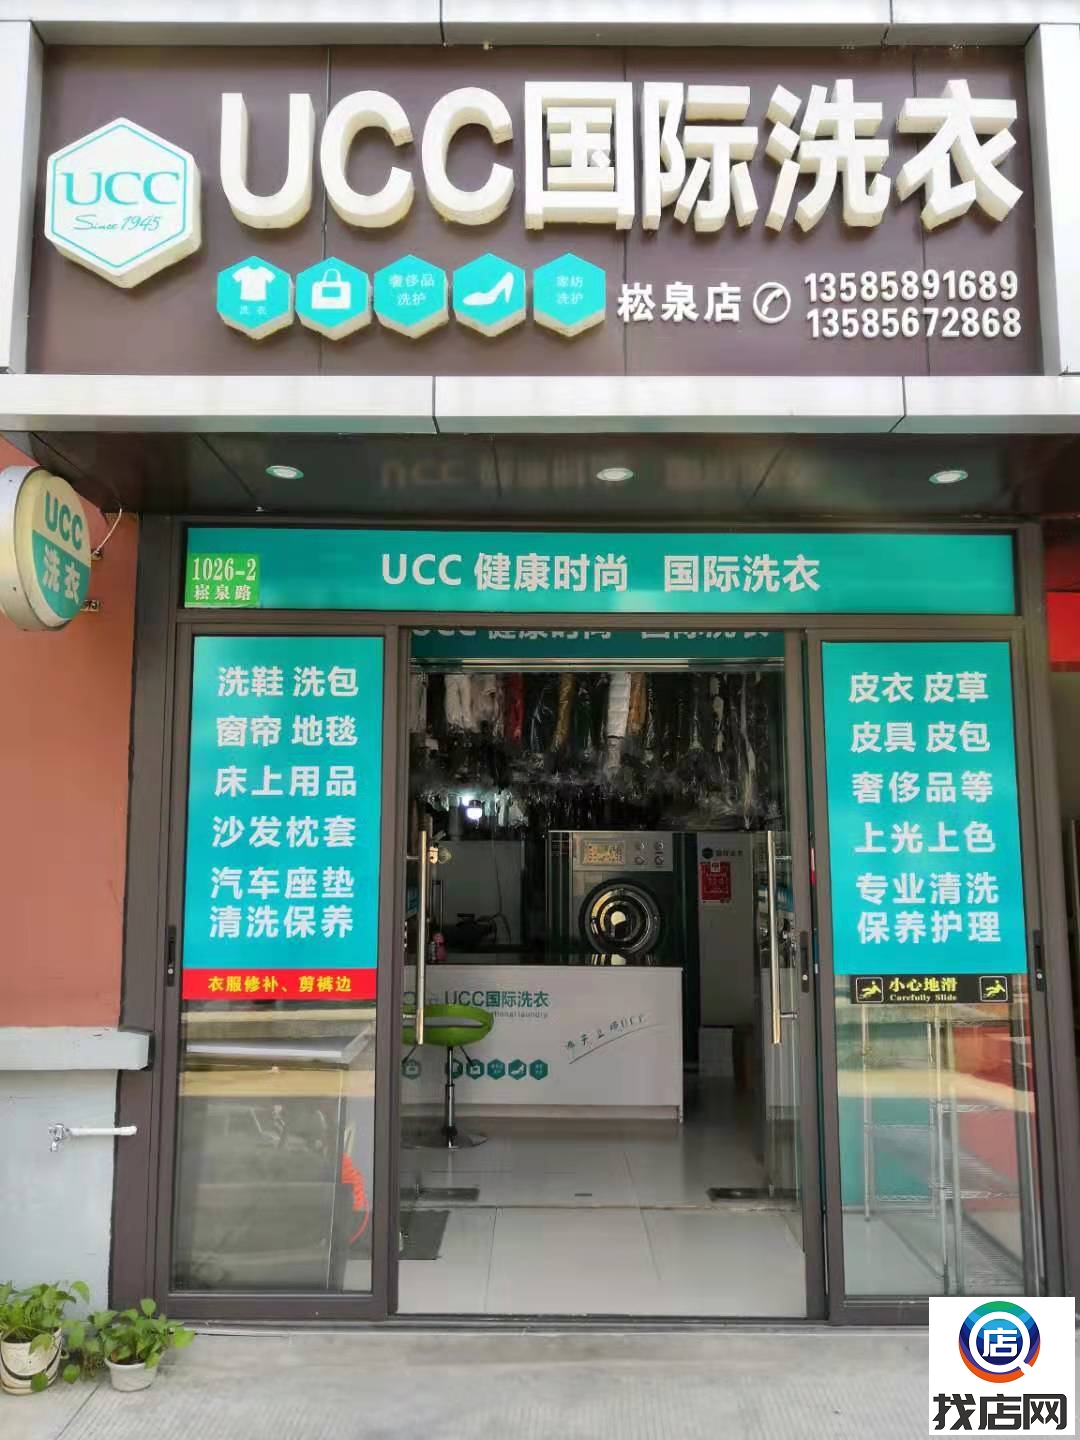 UCC国际洗衣
UCC
Since 1945
洗衣
奢侈品
洗护
家纺
洗护
崧泉店
13585891689
13585672868
UCC
洗衣
1026-2
崧泉路
UCC 健康时尚 国际洗衣
洗鞋 洗包
窗帘 地毯
床上用品
沙发枕套
汽车座垫
清洗保养
衣服修补、剪裤边
皮衣 皮草
皮具 皮包
奢侈品等
上光上色
专业清洗
保养护理
小心地滑
Carefully Slide
UCC国际洗衣
店
找店网